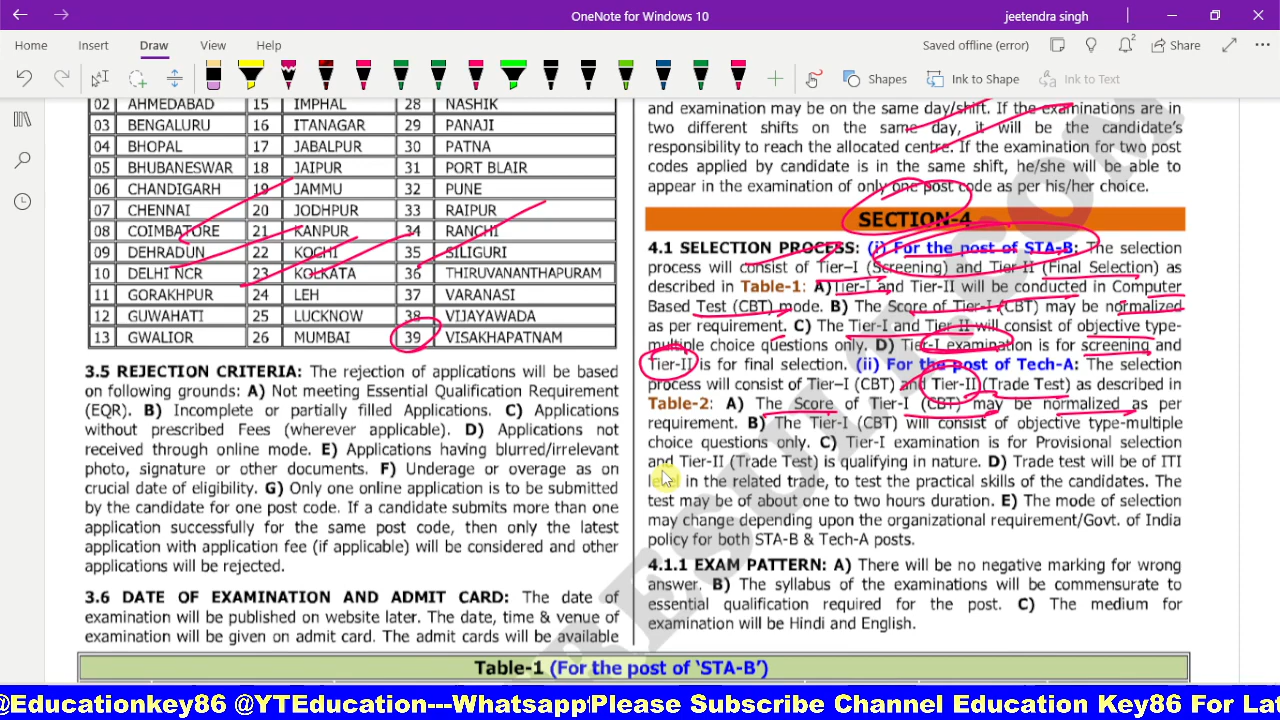 OneNote for Windows 10
jeetendra singh
Home Insert Draw View Help
Saved offline (error) Share
Shapes Ink to Shape Ink to Text
02 AHMEDABAD 15 IMPHAL 28 NASHIK
03 BENGALURU 16 ITANAGAR 29 PANAJI
04 BHOPAL 17 JABALPUR 30 PATNA
05 BHUBANESWAR 18 JAIPUR 31 PORT BLAIR
06 CHANDIGARH 19 JAMMU 32 PUNE
07 CHENNAI 20 JODHPUR 33 RAIPUR
08 COIMBATORE 21 KANPUR 34 RANCHI
09 DEHRADUN 22 KOCHI 35 SILIGURI
10 DELHI NCR 23 KOLKATA 36 THIRUVANANTHAPURAM
11 GORAKHPUR 24 LEH 37 VARANASI
12 GUWAHATI 25 LUCKNOW 38 VIJAYAWADA
13 GWALIOR 26 MUMBAI 39 VISAKHAPATNAM
3.5 REJECTION CRITERIA: The rejection of applications will be based
on following grounds: A) Not meeting Essential Qualification Requirement
(EQR). B) Incomplete or partially filled Applications. C) Applications
without prescribed Fees (wherever applicable). D) Applications not
received through online mode. E) Applications having blurred/irrelevant
photo, signature or other documents. F) Underage or overage as on
crucial date of eligibility. G) Only one online application is to be submitted
by the candidate for one post code. If a candidate submits more than one
application successfully for the same post code, then only the latest
application with application fee (if applicable) will be considered and other
applications will be rejected.
3.6 DATE OF EXAMINATION AND ADMIT CARD: The date of
examination will be published on website later. The date, time & venue of
examination will be given on admit card. The admit cards will be available
and examination may be on the same day/shift. If the examinations are in
two different shifts on the same day, it will be the candidate's
responsibility to reach the allocated centre. If the examination for two post
codes applied by candidate is in the same shift, he/she will be able to
appear in the examination of only one post code as per his/her choice.
SECTION-4
4.1 SELECTION PROCESS: (i) For the post of STA-B: The selection
process will consist of Tier–I (Screening) and Tier-II (Final Selection) as
described in Table-1: A) Tier-I and Tier-II will be conducted in Computer
Based Test (CBT) mode. B) The Score of Tier-I (CBT) may be normalized
as per requirement. C) The Tier-I and Tier II will consist of objective type-
multiple choice questions only. D) Tier-I examination is for screening and
Tier-II is for final selection. (ii) For the post of Tech-A: The selection
process will consist of Tier–I (CBT) and Tier-II (Trade Test) as described in
Table-2: A) The Score of Tier-I (CBT) may be normalized as per
requirement. B) The Tier-I (CBT) will consist of objective type-multiple
choice questions only. C) Tier-I examination is for Provisional selection
and Tier-II (Trade Test) is qualifying in nature. D) Trade test will be of ITI
level in the related trade, to test the practical skills of the candidates. The
test may be of about one to two hours duration. E) The mode of selection
may change depending upon the organizational requirement/Govt. of India
policy for both STA-B & Tech-A posts.
4.1.1 EXAM PATTERN: A) There will be no negative marking for wrong
answer. B) The syllabus of the examinations will be commensurate to
essential qualification required for the post. C) The medium for
examination will be Hindi and English.
Table-1 (For the post of 'STA-B')
@Educationkey86 @YTEducation---Whatsapp Please Subscribe Channel Education Key86 For